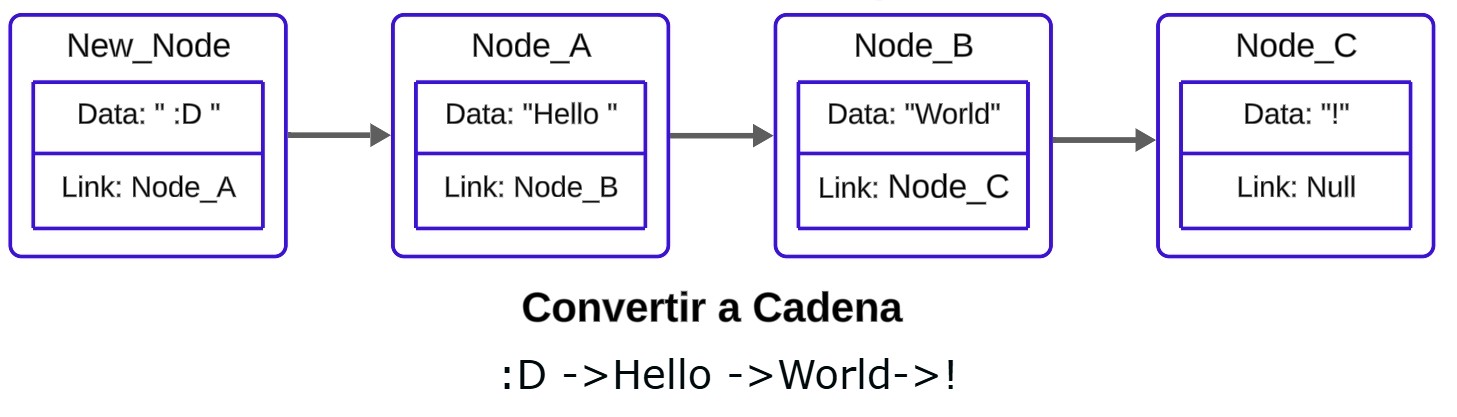 New_Node
Data: " :D "
Link: Node_A
Node_A
Data: "Hello "
Link: Node_B
Node_B
Data: "World"
Link: Node_C
Node_C
Data: "!"
Link: Null
Convertir a Cadena
:D ->Hello ->World->!